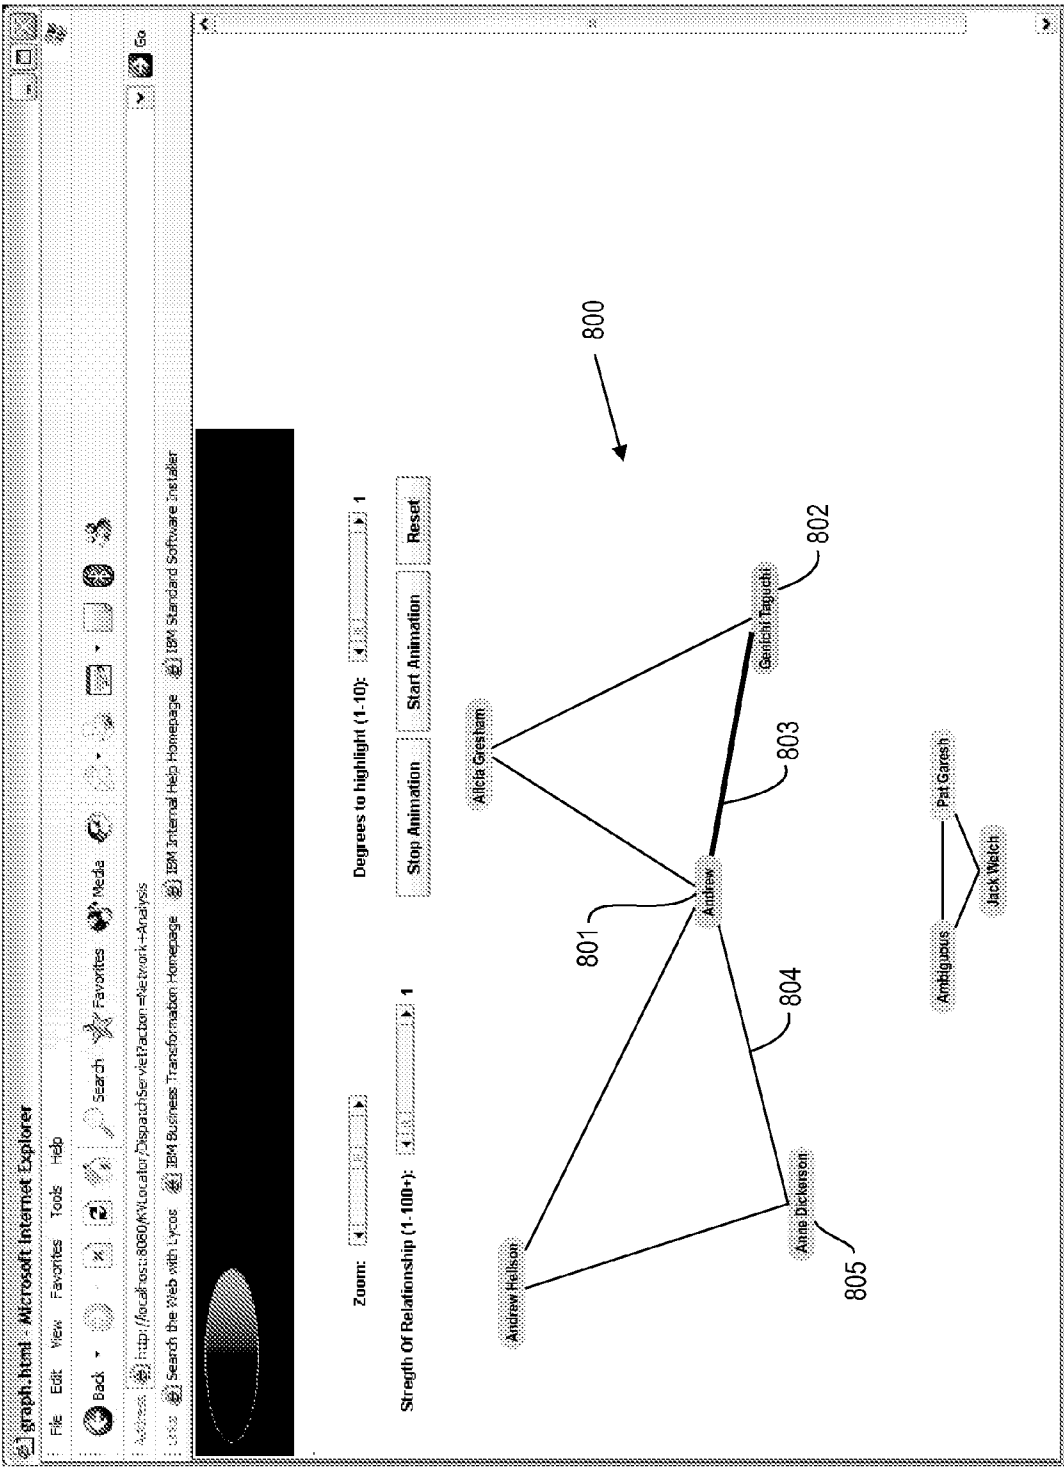 graph.html - Microsoft Internet Explorer
File Edit View Favorites Tools Help
Back Search Favorites Media
Address http://localhost:8080/KVLocator/DispatchServlet?action=Network+Analysis Go
Links Search the Web with Lycos IBM Business Transformation Homepage IBM Internal Help Homepage IBM Standard Software Installer
Zoom: Degrees to highlight (1-10): 1
Stregth Of Relationship (1-100+): 1 Stop Animation Start Animation Reset
800
Alicia Gresham
Andrew Hellson
801
Andrew
Genichi Taguchi
802
803
804
Anne Dickerson
805
Ambiguous
Pat Garesh
Jack Welch